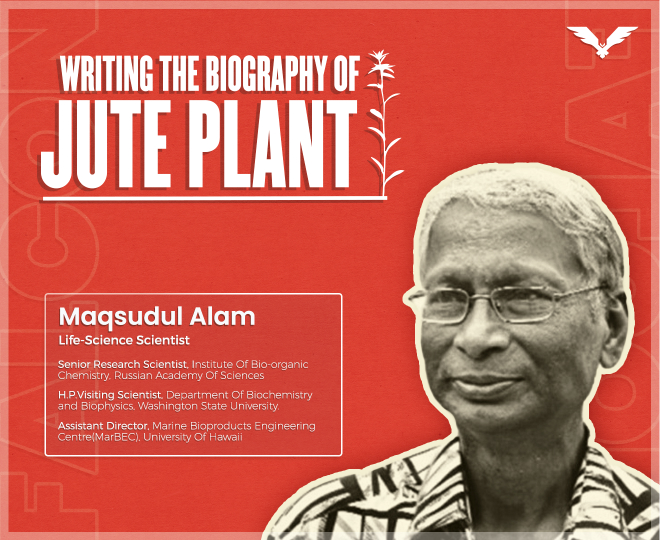 WRITING THE BIOGRAPHY OF
JUTE PLANT
Maqsudul Alam
Life-Science Scientist
Senior Research Scientist, Institute Of Bio-organic
Chemistry, Russian Academy Of Sciences
H.P.Visiting Scientist, Department Of Biochemistry
and Biophysics, Washington State University.
Assistant Director, Marine Bioproducts Engineering
Centre(MarBEC), University Of Hawaii